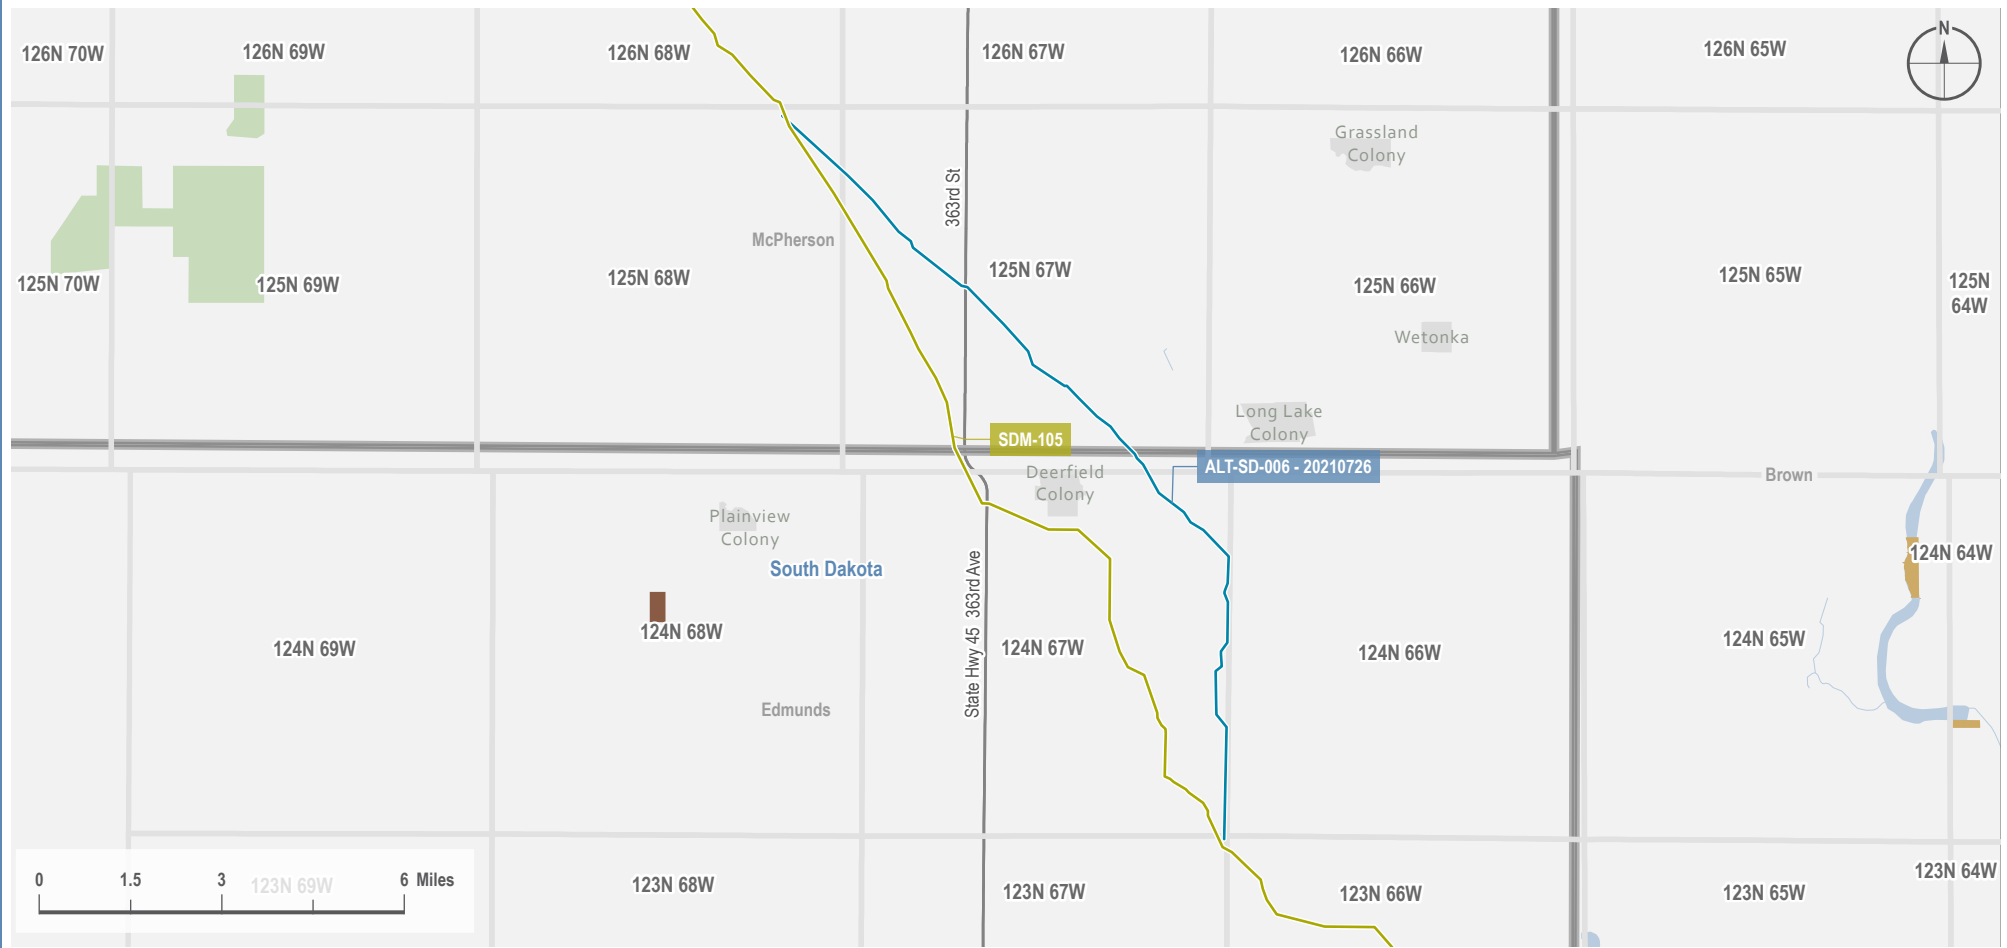 126N 70W
126N 69W
126N 68W
126N 67W
126N 66W
126N 65W
N
Grassland
Colony
363rd St
McPherson
125N 70W
125N 69W
125N 68W
125N 67W
125N 66W
125N 65W
125N
64W
Wetonka
Long Lake
Colony
SDM-105
ALT-SD-006 - 20210726
Deerfield
Colony
Brown
Plainview
Colony
South Dakota
State Hwy 45 363rd Ave
124N 64W
124N 69W
124N 68W
124N 67W
124N 66W
124N 65W
Edmunds
0 1.5 3 6 Miles
123N 69W
123N 68W
123N 67W
123N 66W
123N 65W
123N 64W